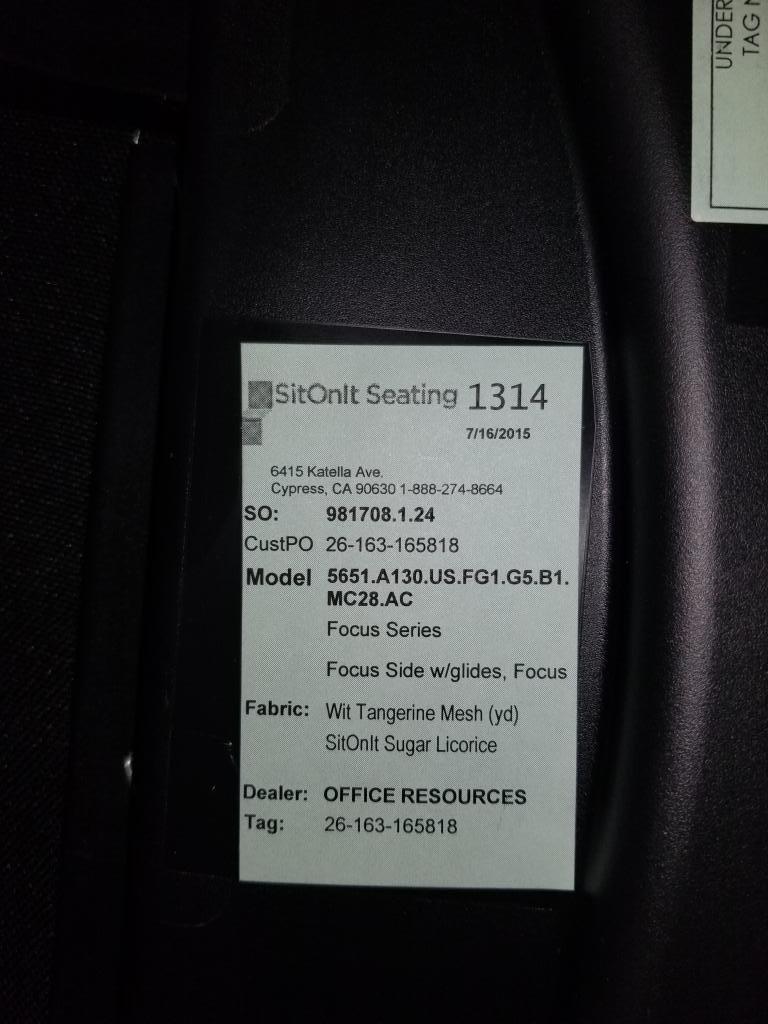 UNDER
TAG
SitOnIt Seating 1314
7/16/2015
6415 Katella Ave.
Cypress, CA 90630 1-888-274-8664
SO: 981708.1.24
CustPO 26-163-165818
Model 5651.A130.US.FG1.G5.B1.
MC28.AC
Focus Series
Focus Side w/glides, Focus
Fabric: Wit Tangerine Mesh (yd)
SitOnIt Sugar Licorice
Dealer: OFFICE RESOURCES
Tag: 26-163-165818